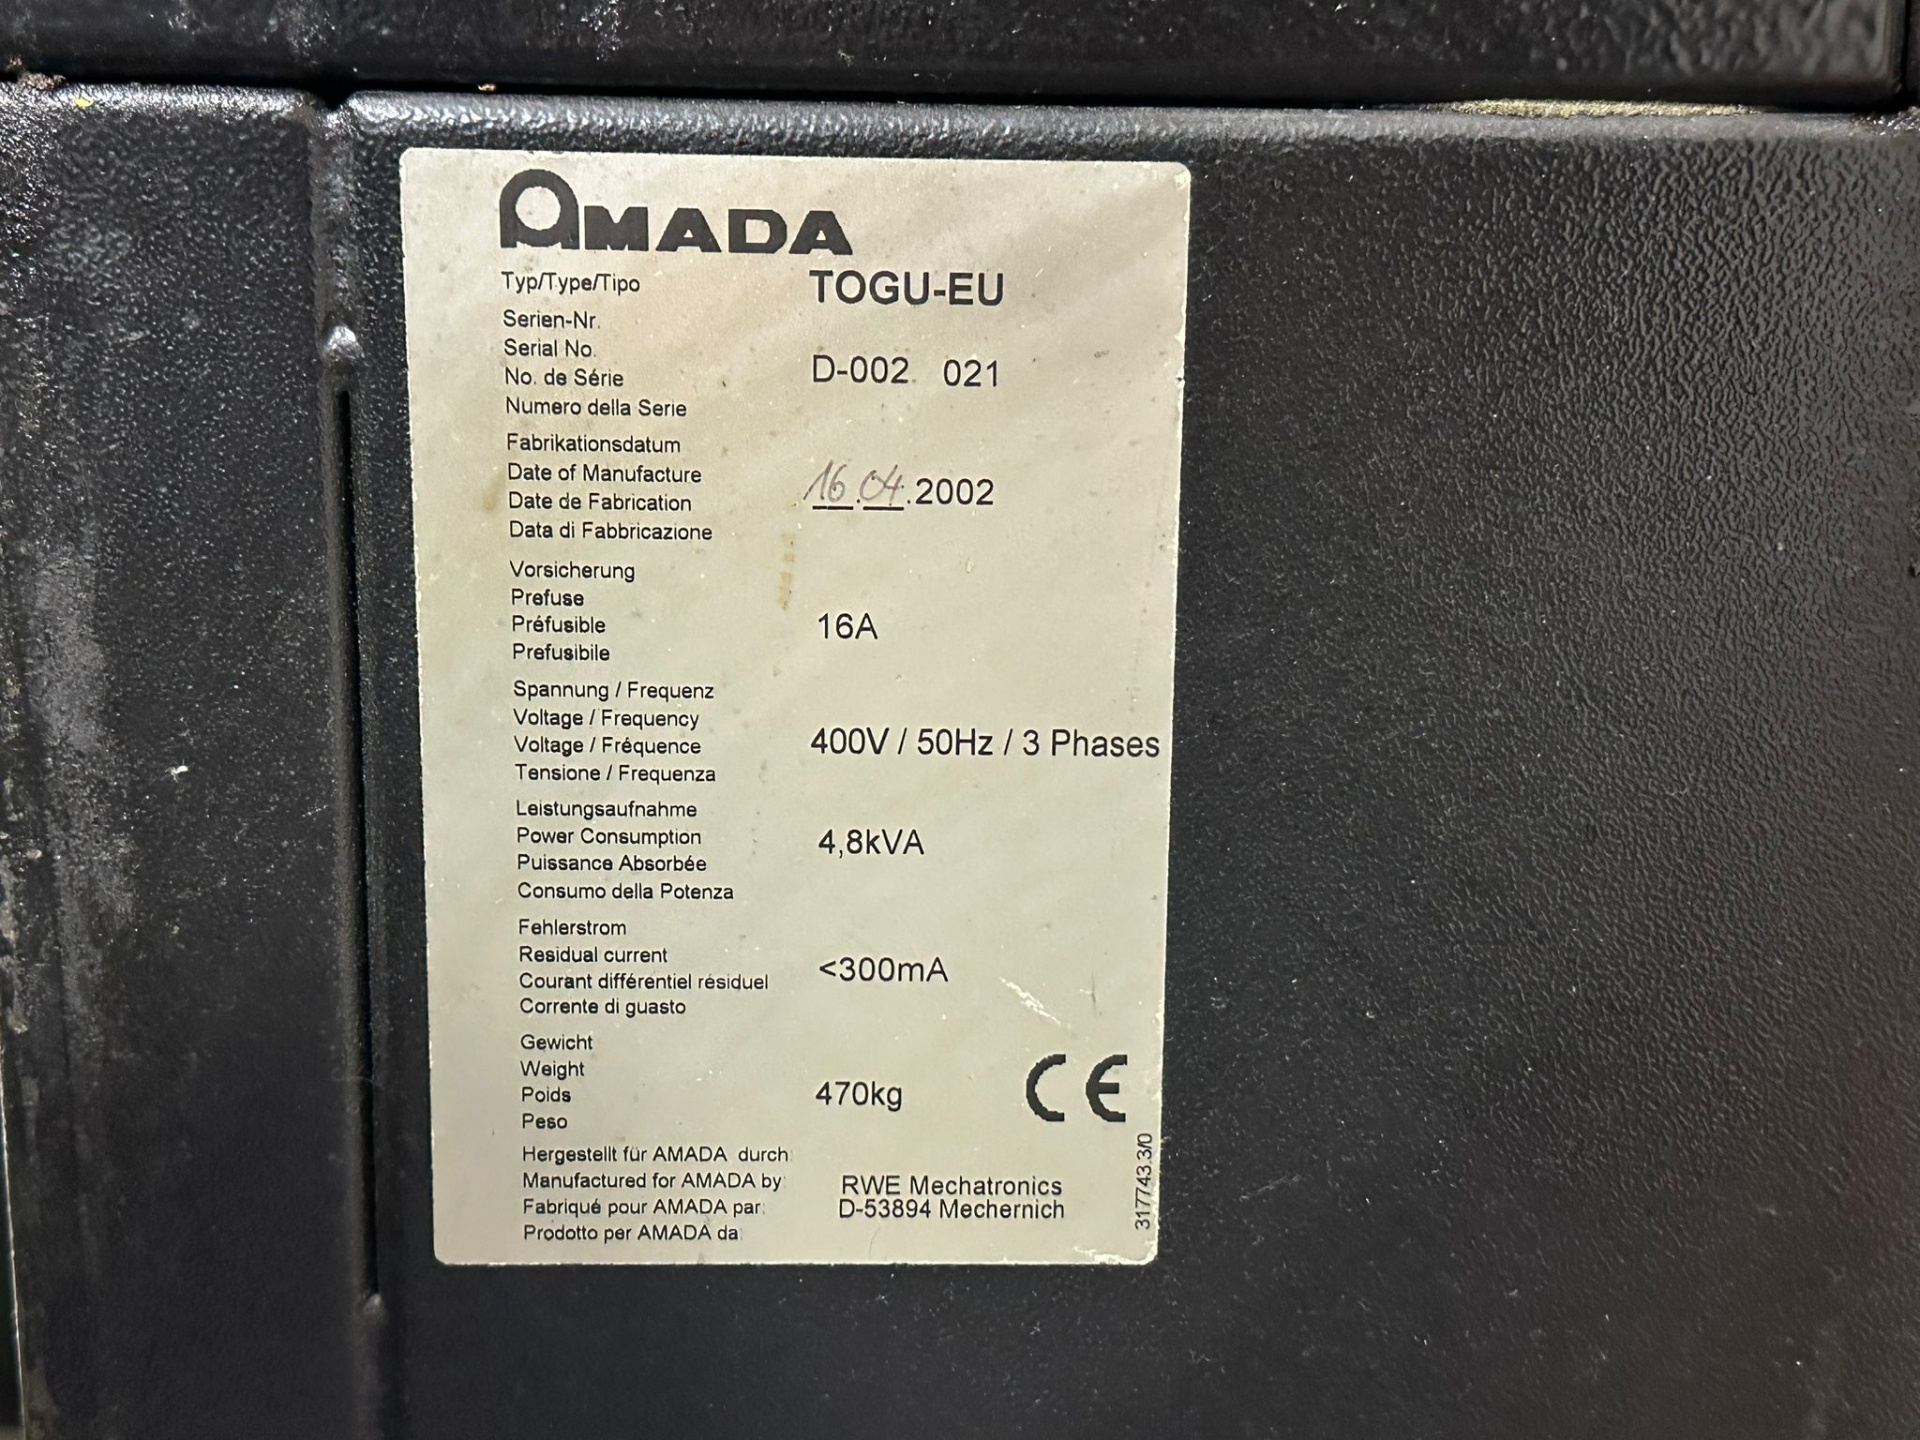 AMADA
Typ/Type/Tipo TOGU-EU
Serien-Nr.
Serial No.
No. de Série D-002 021
Numero della Serie
Fabrikationsdatum
Date of Manufacture
Date de Fabrication 16.04.2002
Data di Fabbricazione
Vorsicherung
Prefuse
Préfusible 16A
Prefusibile
Spannung / Frequenz
Voltage / Frequency
Voltage / Fréquence 400V / 50Hz / 3 Phases
Tensione / Frequenza
Leistungsaufnahme
Power Consumption 4,8kVA
Puissance Absorbée
Consumo della Potenza
Fehlerstrom
Residual current
Courant différentiel résiduel <300mA
Corrente di guasto
Gewicht
Weight
Poids 470kg CE
Peso
Hergestellt für AMADA durch:
Manufactured for AMADA by: RWE Mechatronics
Fabriqué pour AMADA par: D-53894 Mechernich
Prodotto per AMADA da:
317743.3/0